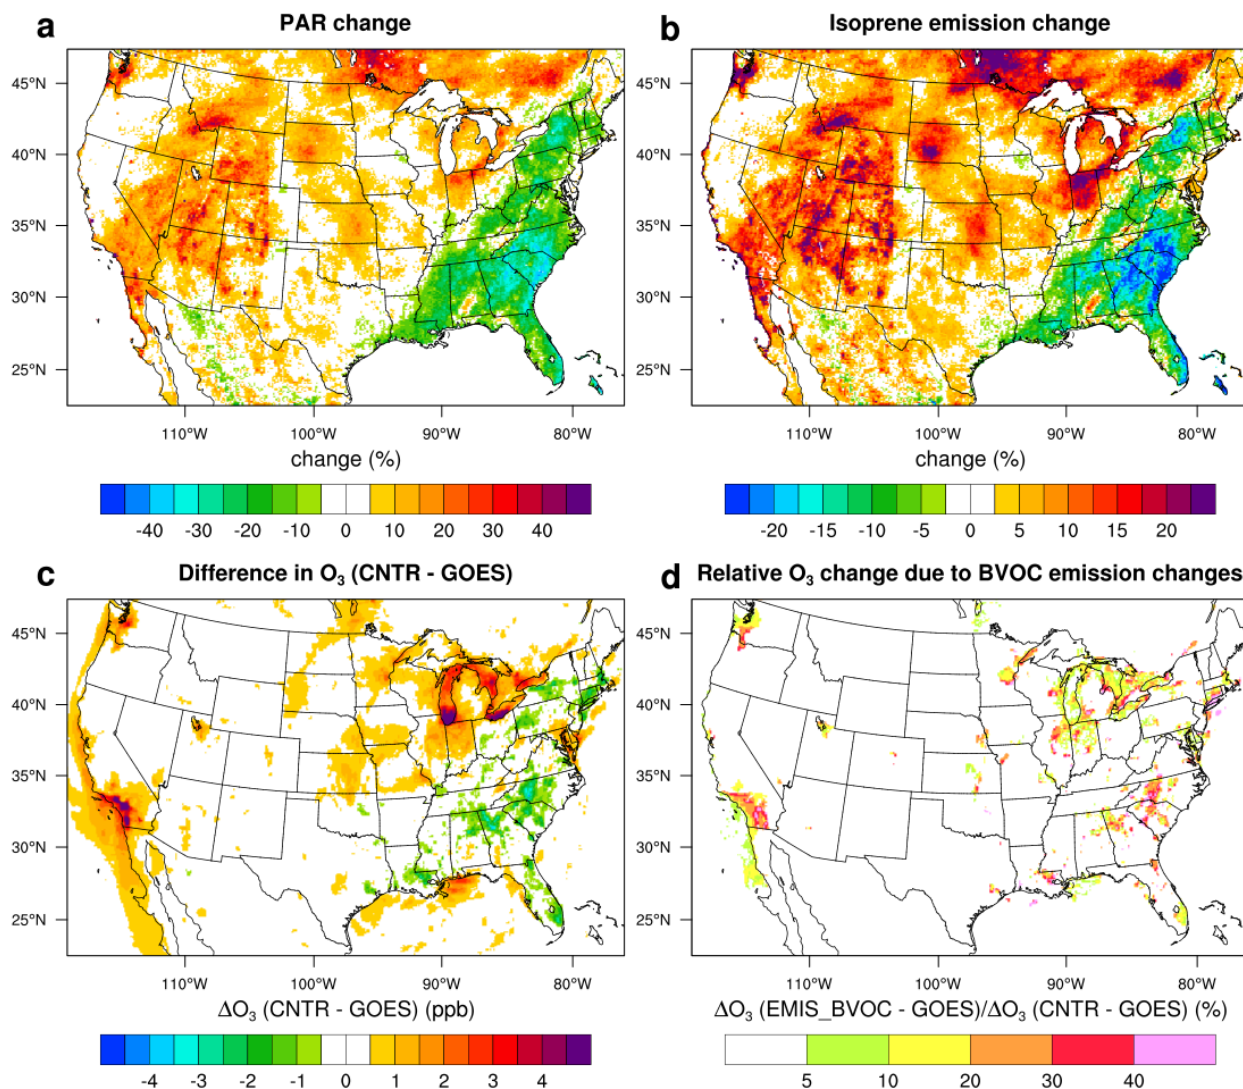 a PAR change
b Isoprene emission change
45°N
40°N
35°N
30°N
25°N
45°N
40°N
35°N
30°N
25°N
110°W 100°W 90°W 80°W
110°W 100°W 90°W 80°W
change (%)
change (%)
-40 -30 -20 -10 -5 0 5 10 20 30 40
-20 -15 -10 -5 0 5 10 15 20
c Difference in O₃ (CNTR - GOES)
d Relative O₃ change due to BVOC emission changes
45°N
40°N
35°N
30°N
25°N
45°N
40°N
35°N
30°N
25°N
110°W 100°W 90°W 80°W
110°W 100°W 90°W 80°W
ΔO₃ (CNTR - GOES) (ppb)
ΔO₃ (EMIS_BVOC - GOES)/ΔO₃ (CNTR - GOES) (%)
-4 -3 -2 -1 0 1 2 3 4
5 10 20 30 40